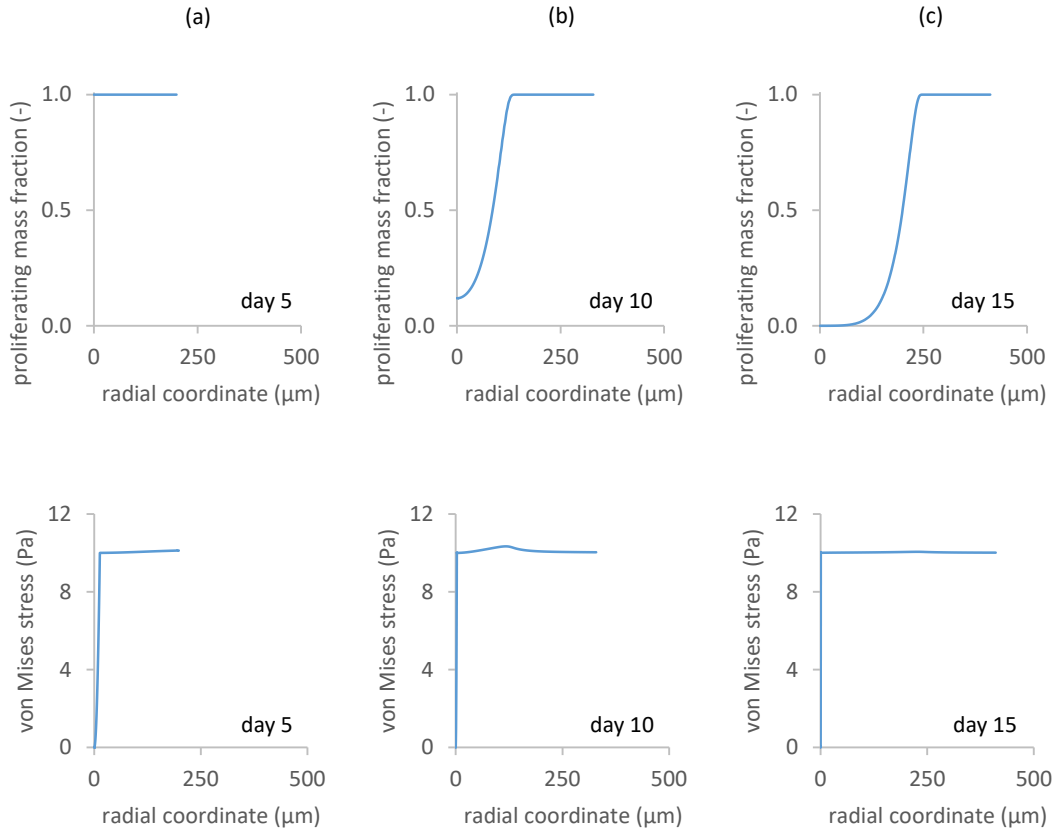 (a)
(b)
(c)
proliferating mass fraction (-)
1.0
0.5
0.0
day 5
0
250
500
radial coordinate (µm)
proliferating mass fraction (-)
1.0
0.5
0.0
day 10
0
250
500
radial coordinate (µm)
proliferating mass fraction (-)
1.0
0.5
0.0
day 15
0
250
500
radial coordinate (µm)
von Mises stress (Pa)
12
8
4
0
day 5
0
250
500
radial coordinate (µm)
von Mises stress (Pa)
12
8
4
0
day 10
0
250
500
radial coordinate (µm)
von Mises stress (Pa)
12
8
4
0
day 15
0
250
500
radial coordinate (µm)